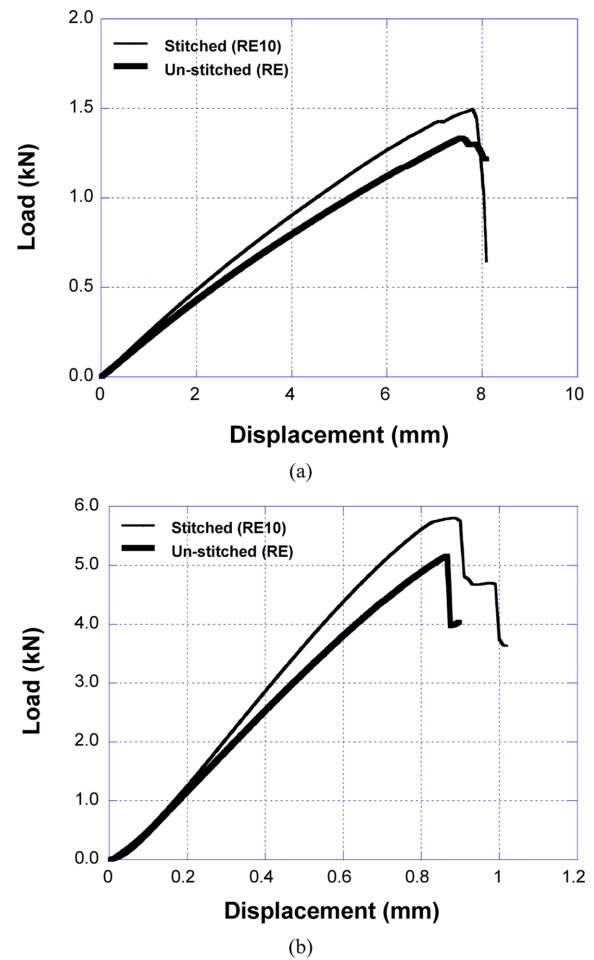 2.0
Stitched (RE10)
Un-stitched (RE)
1.5
1.0
0.5
0.0
Load (kN)
0 2 4 6 8 10
Displacement (mm)
(a)
6.0
Stitched (RE10)
Un-stitched (RE)
5.0
4.0
3.0
2.0
1.0
0.0
Load (kN)
0 0.2 0.4 0.6 0.8 1 1.2
Displacement (mm)
(b)